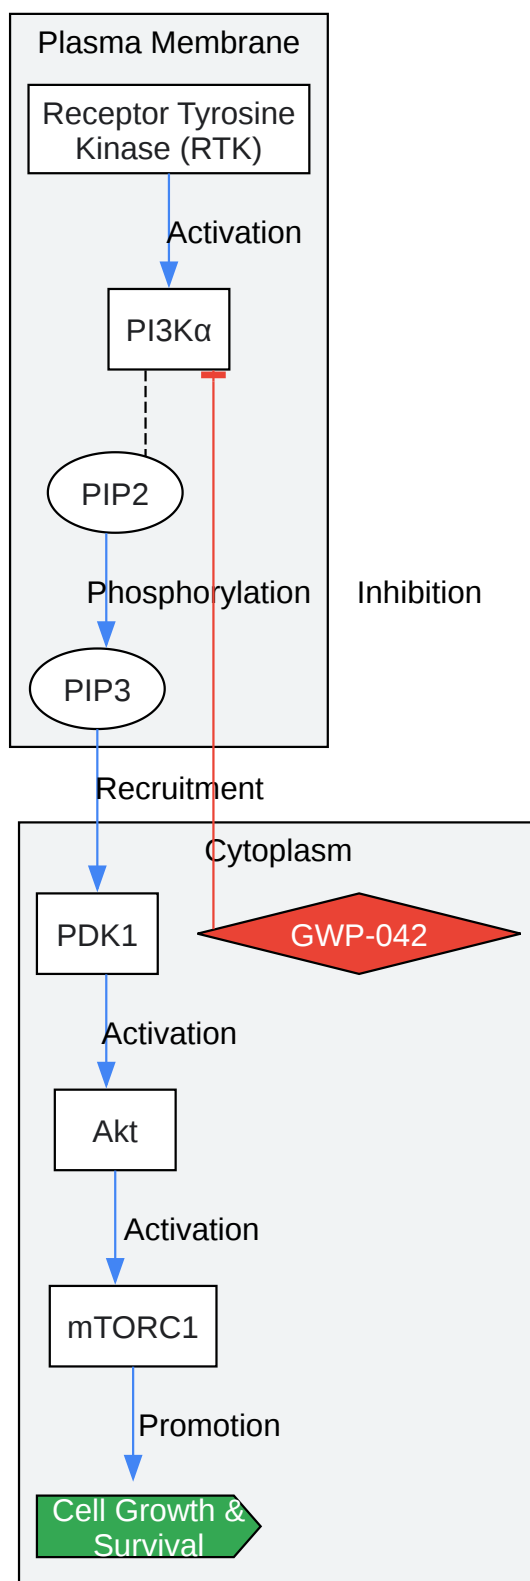 Plasma Membrane
Receptor Tyrosine
Kinase (RTK)
Activation
PI3Kα
PIP2
Phosphorylation
Inhibition
PIP3
Recruitment
Cytoplasm
PDK1
GWP-042
Activation
Akt
Activation
mTORC1
Promotion
Cell Growth &
Survival